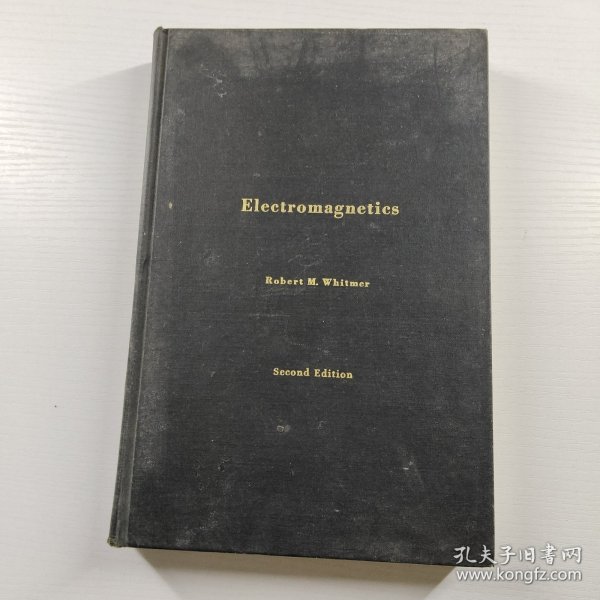 Electromagnetics
Robert M. Whitmer
Second Edition
孔夫子旧书网
www.kongfz.com